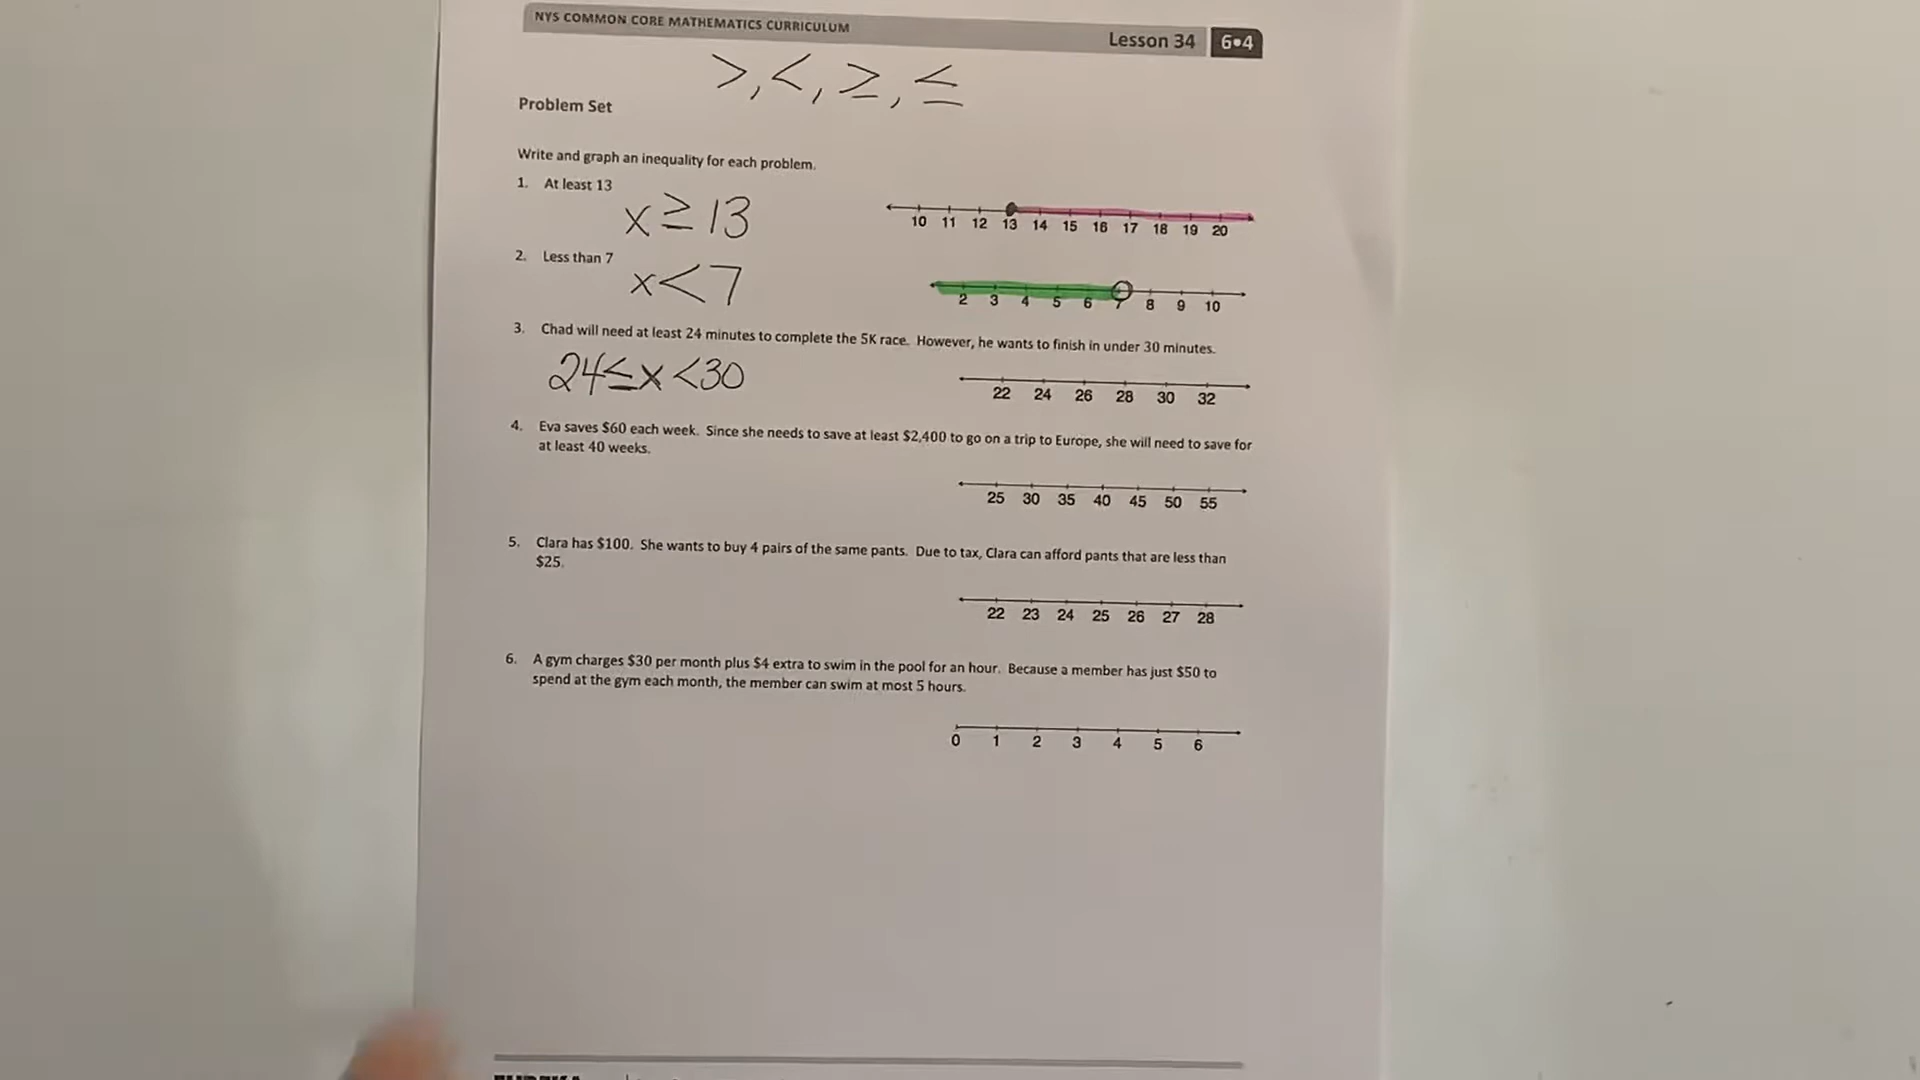 NYS COMMON CORE MATHEMATICS CURRICULUM
Lesson 34
6•4
>, <, ≥, ≤
Problem Set
Write and graph an inequality for each problem.
1. At least 13
x ≥ 13
10 11 12 13 14 15 16 17 18 19 20
2. Less than 7
x < 7
2 3 4 5 6 7 8 9 10
3. Chad will need at least 24 minutes to complete the 5K race. However, he wants to finish in under 30 minutes.
24 ≤ x < 30
22 24 26 28 30 32
4. Eva saves $60 each week. Since she needs to save at least $2,400 to go on a trip to Europe, she will need to save for
at least 40 weeks.
25 30 35 40 45 50 55
5. Clara has $100. She wants to buy 4 pairs of the same pants. Due to tax, Clara can afford pants that are less than
$25.
22 23 24 25 26 27 28
6. A gym charges $30 per month plus $4 extra to swim in the pool for an hour. Because a member has just $50 to
spend at the gym each month, the member can swim at most 5 hours.
0 1 2 3 4 5 6